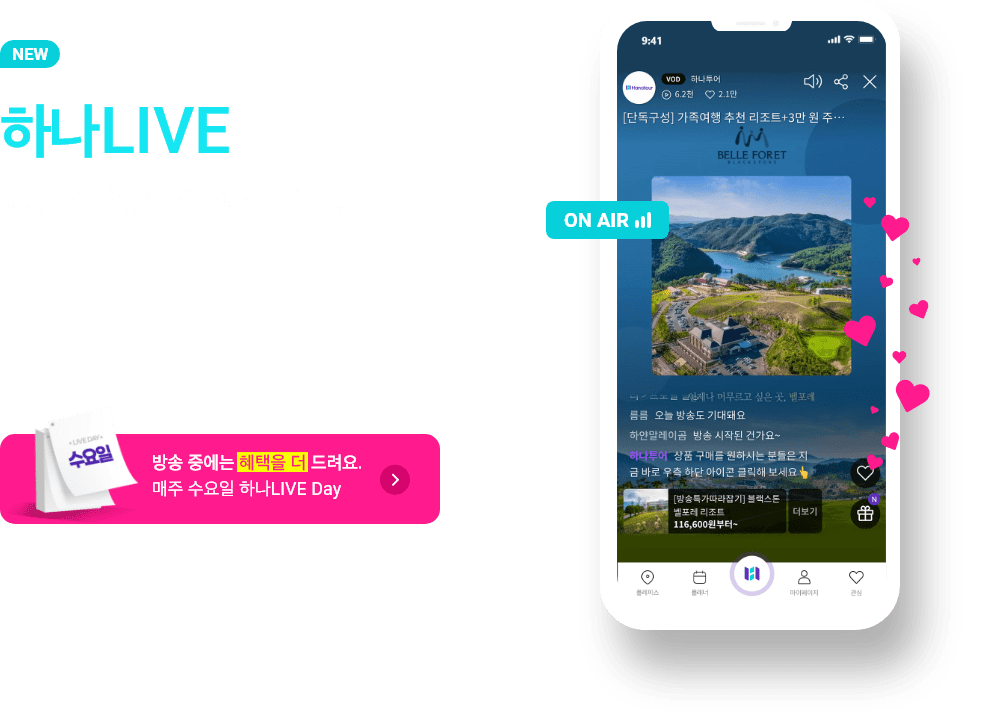 NEW
하나LIVE
ON AIR
LIVE DAY
수요일
방송 중에는 혜택을 더 드려요.
매주 수요일 하나LIVE Day
9:41
Hanatour
VOD 하나투어
6.2천 2.1만
[단독구성] 가족여행 추천 리조트+3만 원 주…
BELLE FORET
머무르고 싶은 곳, 벨포레
름름 오늘 방송도 기대돼요
하얀말레이곰 방송 시작된 건가요~
하나투어 상품 구매를 원하시는 분들은 지
금 바로 우측 하단 아이콘 클릭해 보세요👆
[방송특가따라잡기] 블랙스톤
벨포레 리조트
116,600원부터~
더보기
N
플레이스
플래너
마이페이지
관심